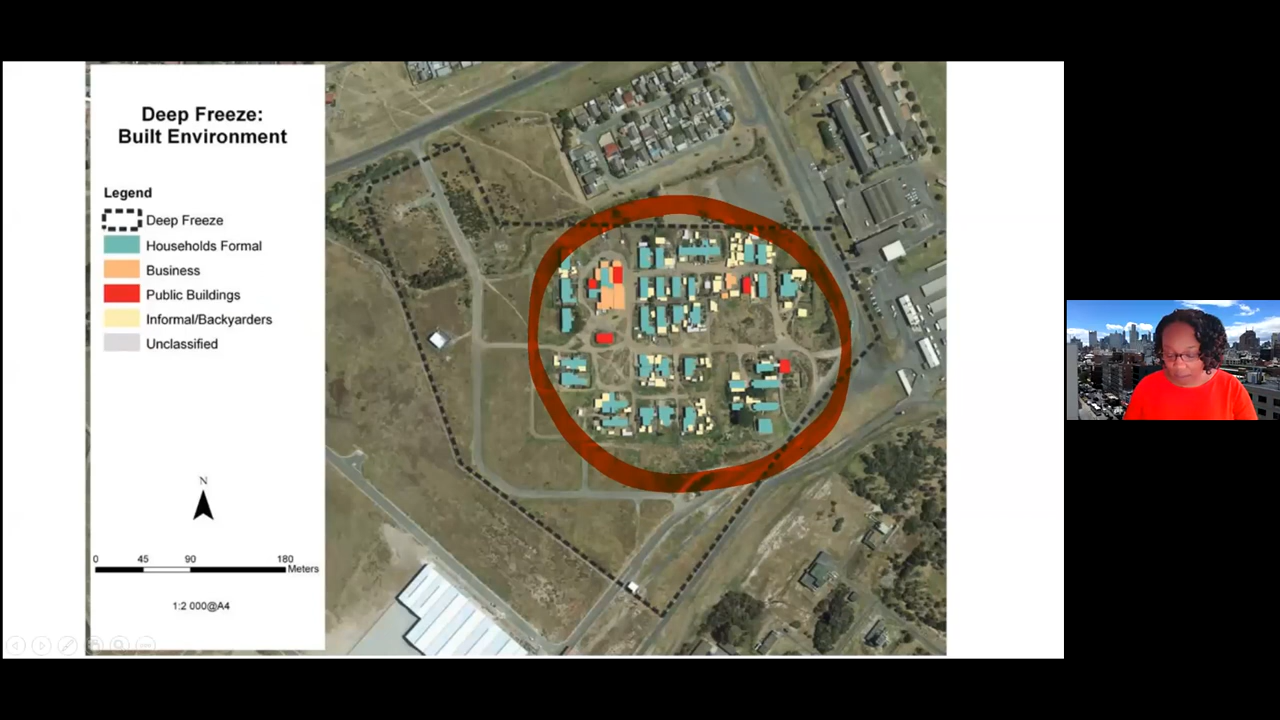 Deep Freeze:
Built Environment
Legend
Deep Freeze
Households Formal
Business
Public Buildings
Informal/Backyarders
Unclassified
N
0 45 90 180
Meters
1:2 000@A4